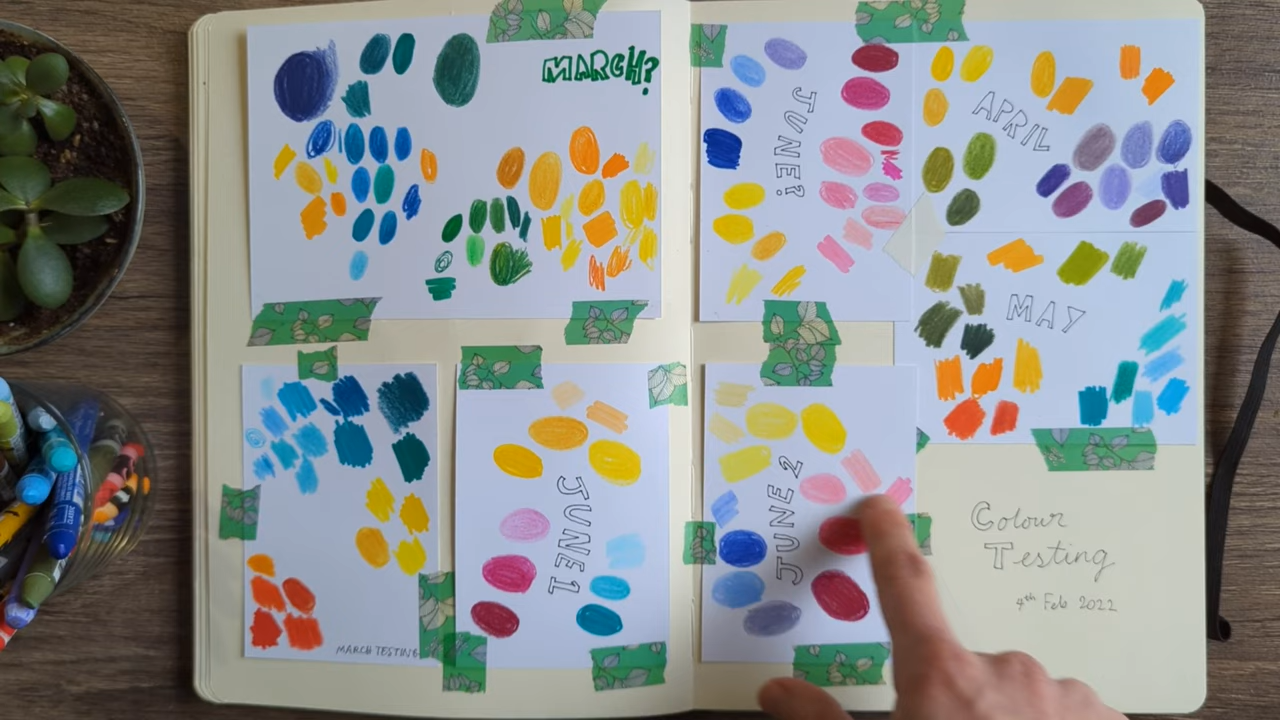 MARCH?
MARCH TESTING
JUNE 1
JUNE?
APRIL
MAY
JUNE 2
Colour
Testing
4th Feb 2022